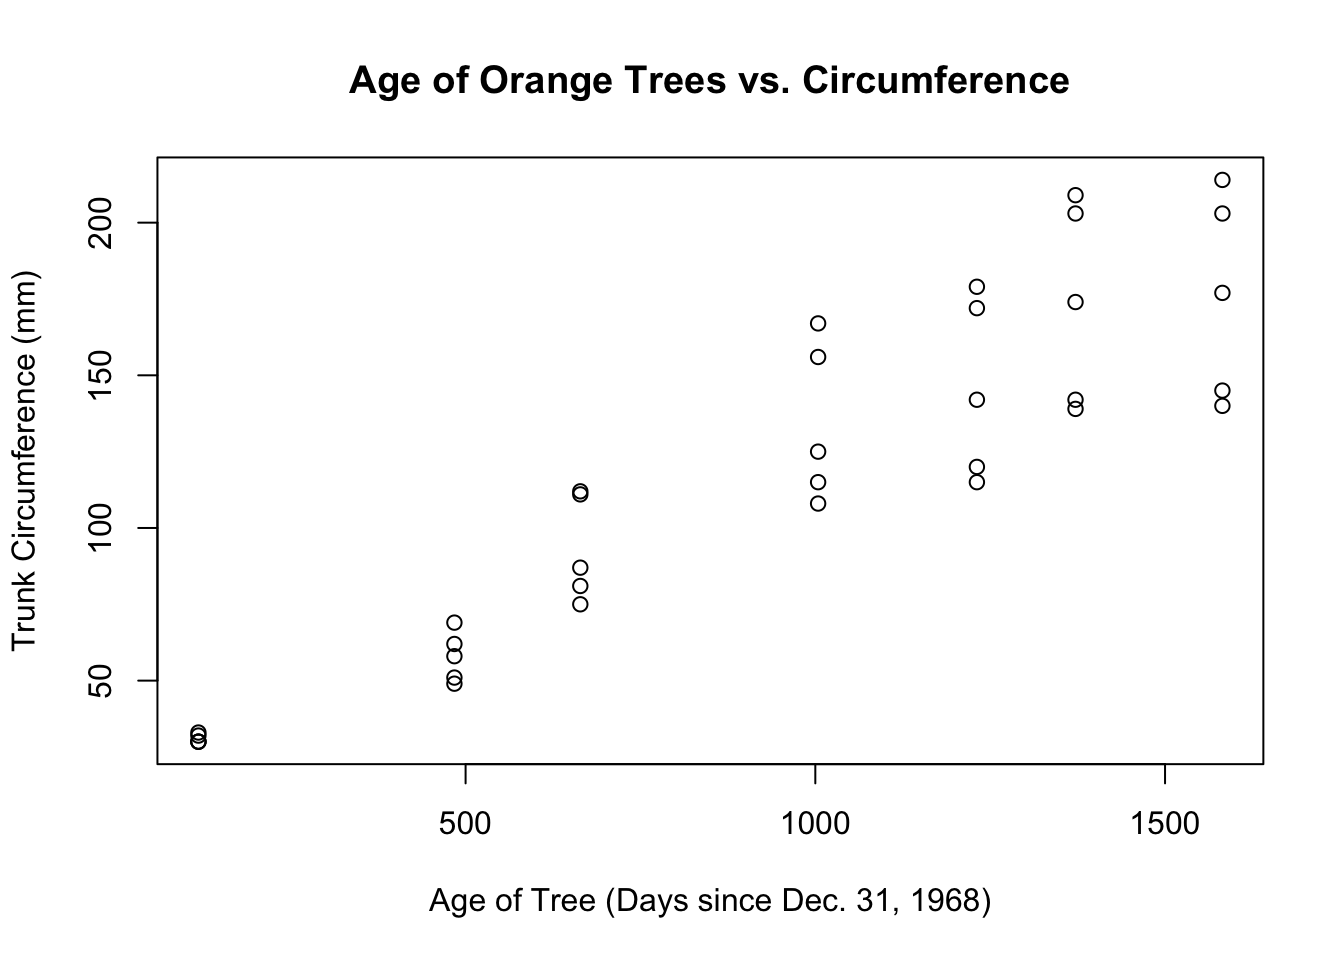 Age of Orange Trees vs. Circumference
Trunk Circumference (mm)
200
150
100
50
500 1000 1500
Age of Tree (Days since Dec. 31, 1968)